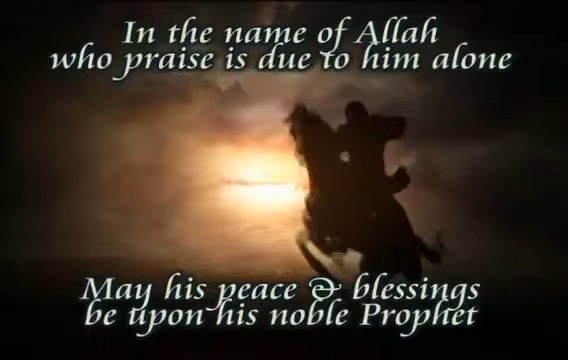 In the name of Allah
who praise is due to him alone
May his peace & blessings
be upon his noble Prophet